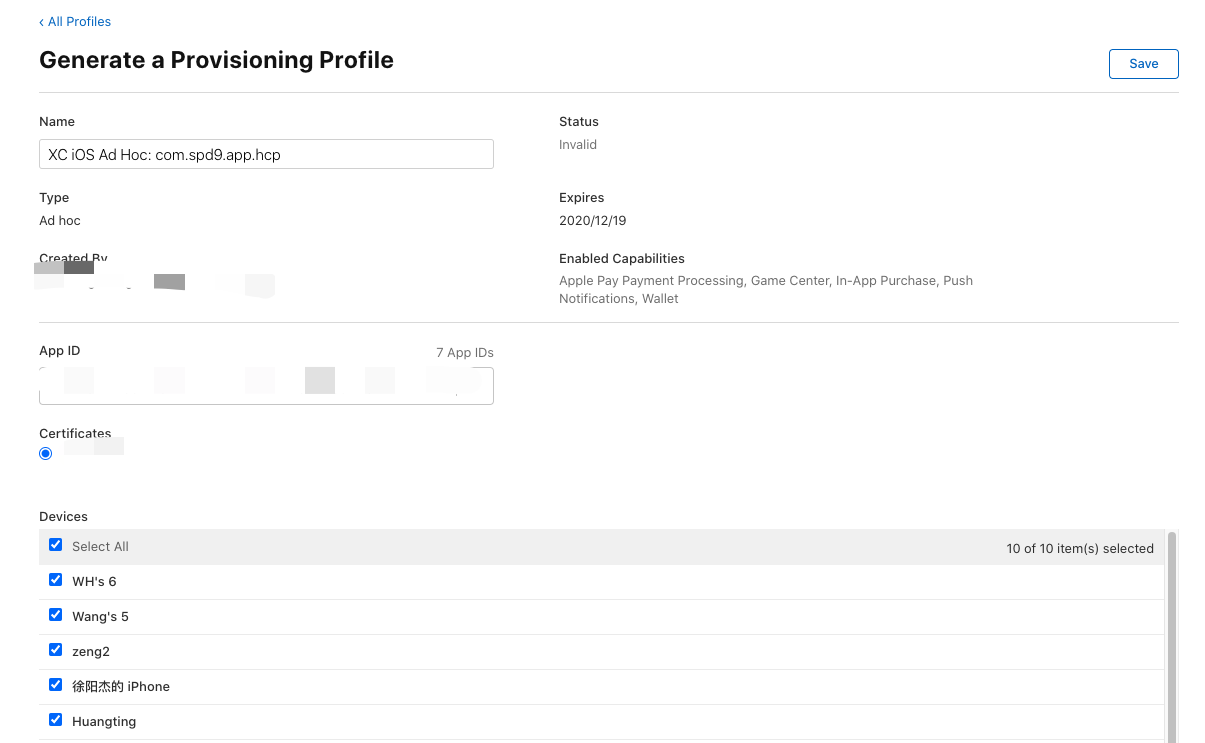 ‹ All Profiles
Generate a Provisioning Profile
Save
Name
XC iOS Ad Hoc: com.spd9.app.hcp
Status
Invalid
Type
Ad hoc
Expires
2020/12/19
Created By
Enabled Capabilities
Apple Pay Payment Processing, Game Center, In-App Purchase, Push
Notifications, Wallet
App ID
7 App IDs
Certificates
Devices
Select All
10 of 10 item(s) selected
WH's 6
Wang's 5
zeng2
徐阳杰的 iPhone
Huangting